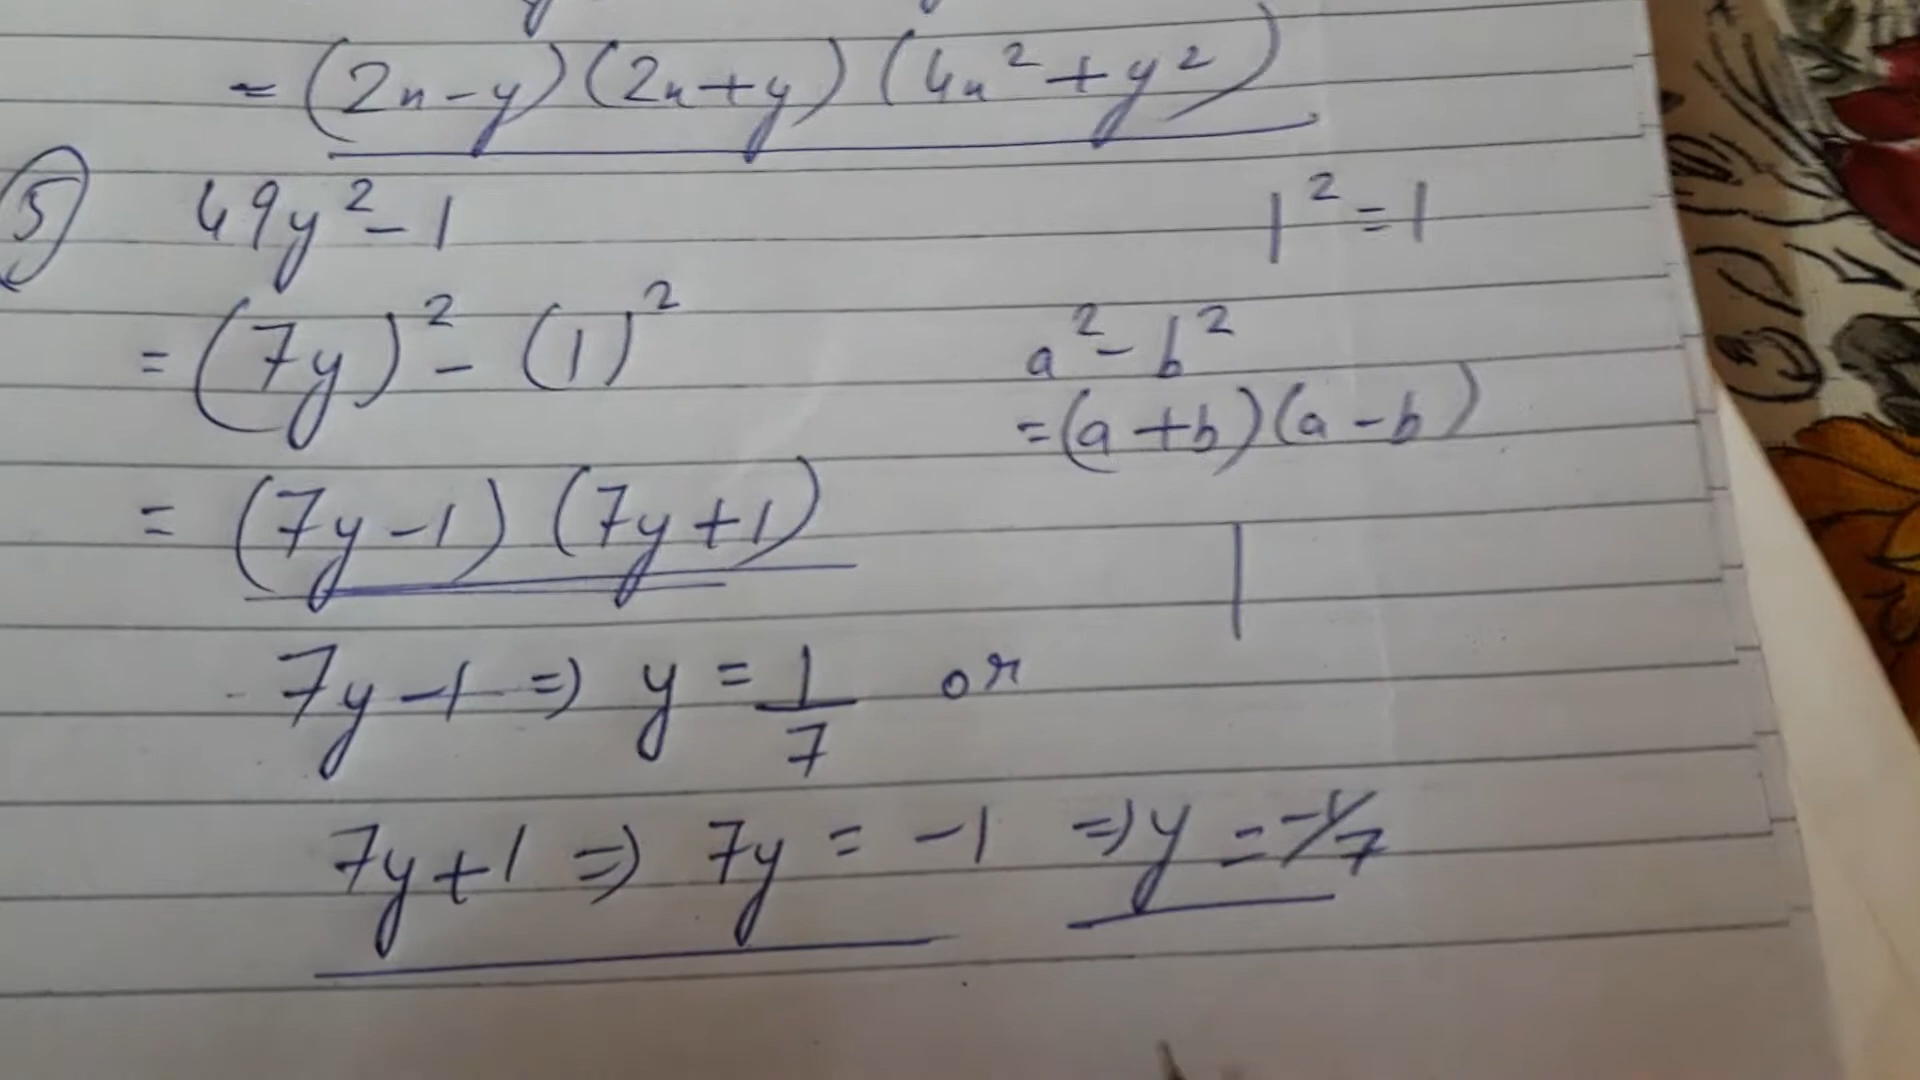 = (2x-y)(2x+y)(4x²+y²)
5 49y²-1
1²=1
= (7y)² - (1)²
a²-b²
=(a+b)(a-b)
= (7y-1) (7y+1)
7y-1 => y = 1/7 or
7y+1 => 7y = -1 => y = -1/7